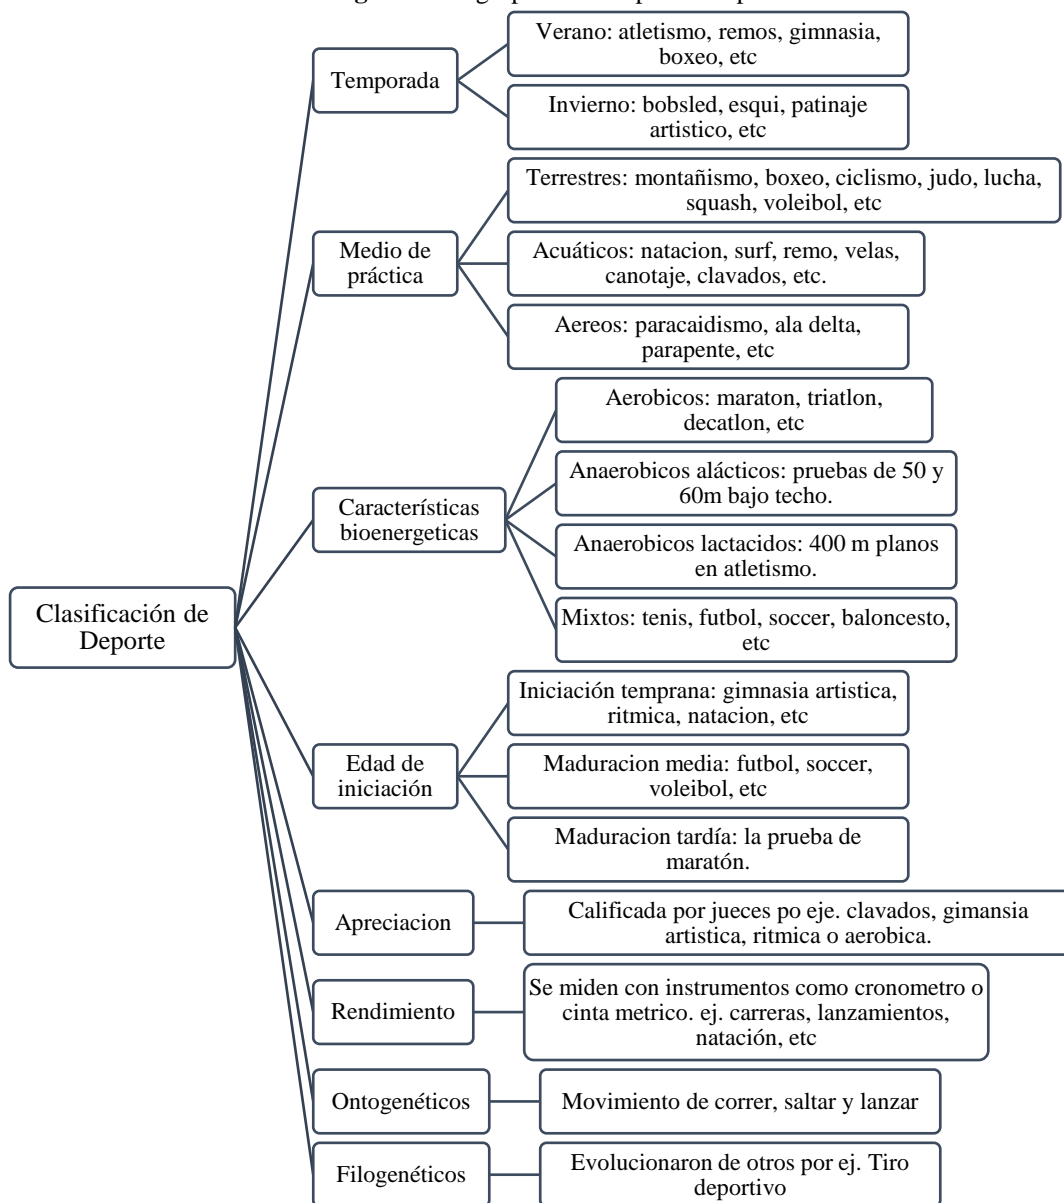 Clasificación de
Deporte
Temporada
Verano: atletismo, remos, gimnasia,
boxeo, etc
Invierno: bobsled, esqui, patinaje
artistico, etc
Medio de
práctica
Terrestres: montañismo, boxeo, ciclismo, judo, lucha,
squash, voleibol, etc
Acuáticos: natacion, surf, remo, velas,
canotaje, clavados, etc.
Aereos: paracaidismo, ala delta,
parapente, etc
Características
bioenergeticas
Aerobicos: maraton, triatlon,
decatlon, etc
Anaerobicos alácticos: pruebas de 50 y
60m bajo techo.
Anaerobicos lactacidos: 400 m planos
en atletismo.
Mixtos: tenis, futbol, soccer, baloncesto,
etc
Edad de
iniciación
Iniciación temprana: gimnasia artistica,
ritmica, natacion, etc
Maduracion media: futbol, soccer,
voleibol, etc
Maduracion tardía: la prueba de
maratón.
Apreciacion
Calificada por jueces po eje. clavados, gimansia
artistica, ritmica o aerobica.
Rendimiento
Se miden con instrumentos como cronometro o
cinta metrico. ej. carreras, lanzamientos,
natación, etc
Ontogenéticos
Movimiento de correr, saltar y lanzar
Filogenéticos
Evolucionaron de otros por ej. Tiro
deportivo